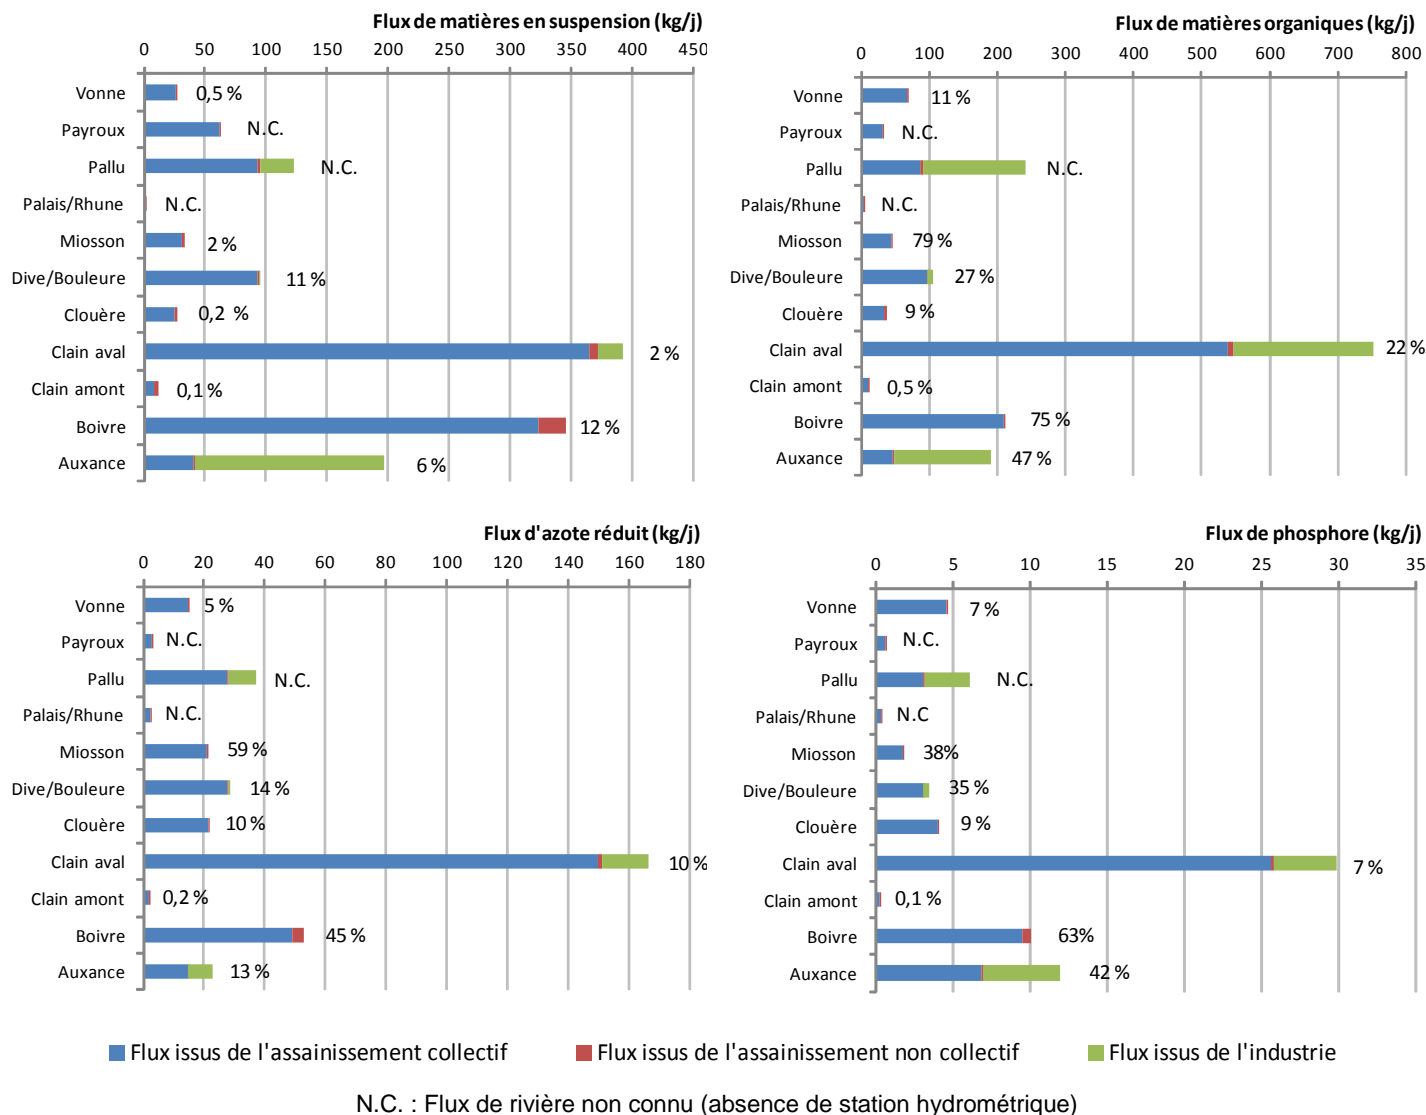 Flux de matières en suspension (kg/j)
0 50 100 150 200 250 300 350 400 450
Vonne 0,5 %
Payroux N.C.
Pallu N.C.
Palais/Rhune N.C.
Miosson 2 %
Dive/Bouleure 11 %
Clouère 0,2 %
Clain aval 2 %
Clain amont 0,1 %
Boivre 12 %
Auxance 6 %
Flux de matières organiques (kg/j)
0 100 200 300 400 500 600 700 800
Vonne 11 %
Payroux N.C.
Pallu N.C.
Palais/Rhune N.C.
Miosson 79 %
Dive/Bouleure 27 %
Clouère 9 %
Clain aval 22 %
Clain amont 0,5 %
Boivre 75 %
Auxance 47 %
Flux d'azote réduit (kg/j)
0 20 40 60 80 100 120 140 160 180
Vonne 5 %
Payroux N.C.
Pallu N.C.
Palais/Rhune N.C.
Miosson 59 %
Dive/Bouleure 14 %
Clouère 10 %
Clain aval 10 %
Clain amont 0,2 %
Boivre 45 %
Auxance 13 %
Flux de phosphore (kg/j)
0 5 10 15 20 25 30 35
Vonne 7 %
Payroux N.C.
Pallu N.C.
Palais/Rhune N.C
Miosson 38%
Dive/Bouleure 35 %
Clouère 9 %
Clain aval 7 %
Clain amont 0,1 %
Boivre 63%
Auxance 42 %
Flux issus de l'assainissement collectif Flux issus de l'assainissement non collectif Flux issus de l'industrie
N.C. : Flux de rivière non connu (absence de station hydrométrique)